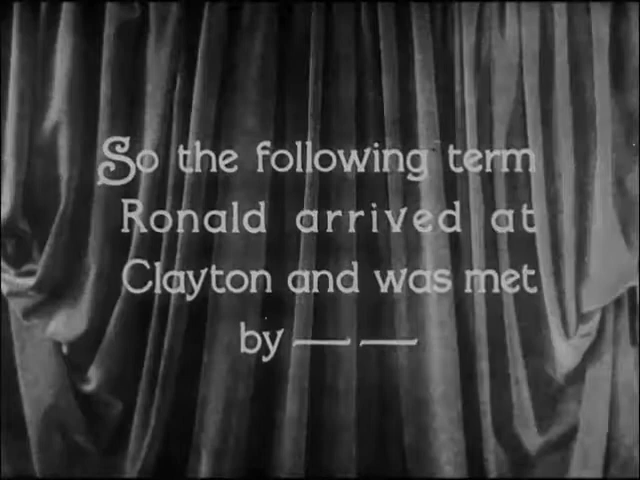 So the following term
Ronald arrived at
Clayton and was met
by — —